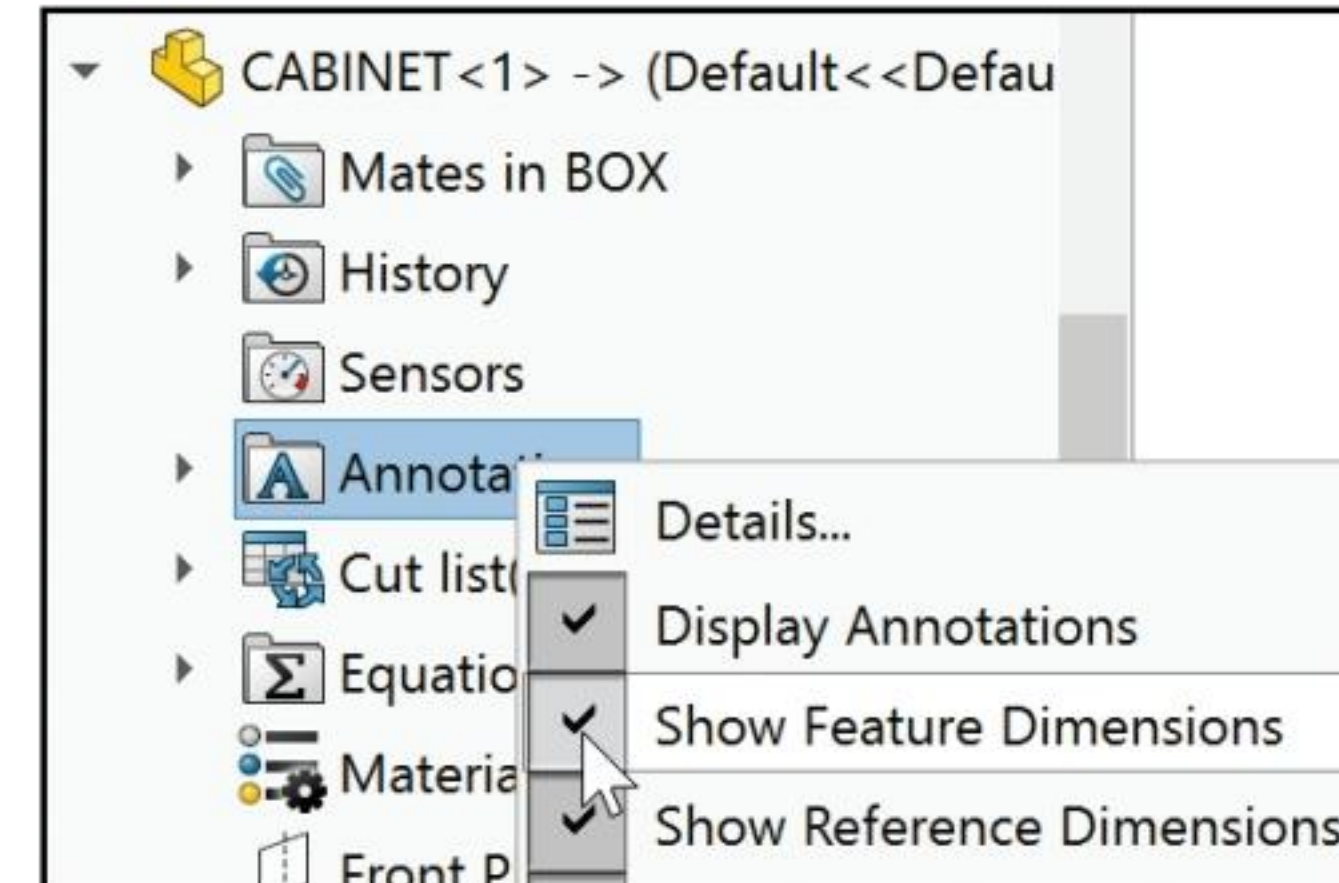 CABINET<1> -> (Default<<Defau
Mates in BOX
History
Sensors
Annota
Details...
Cut list(
Display Annotations
Equatio
Show Feature Dimensions
Materia
Show Reference Dimensions
Front P